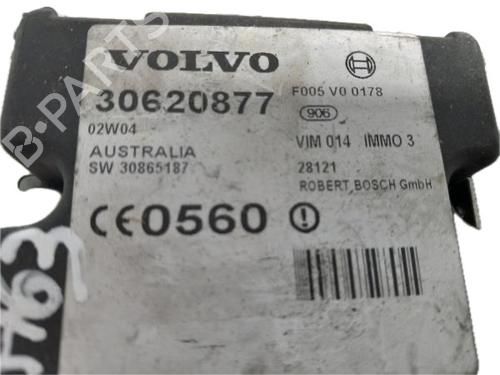 VOLVO
30620877
02W04
AUSTRALIA
SW 30865187
CE0560
F005 V0 0178
906
VIM 014 IMMO 3
28121
ROBERT BOSCH GmbH
B-PARTS
A163